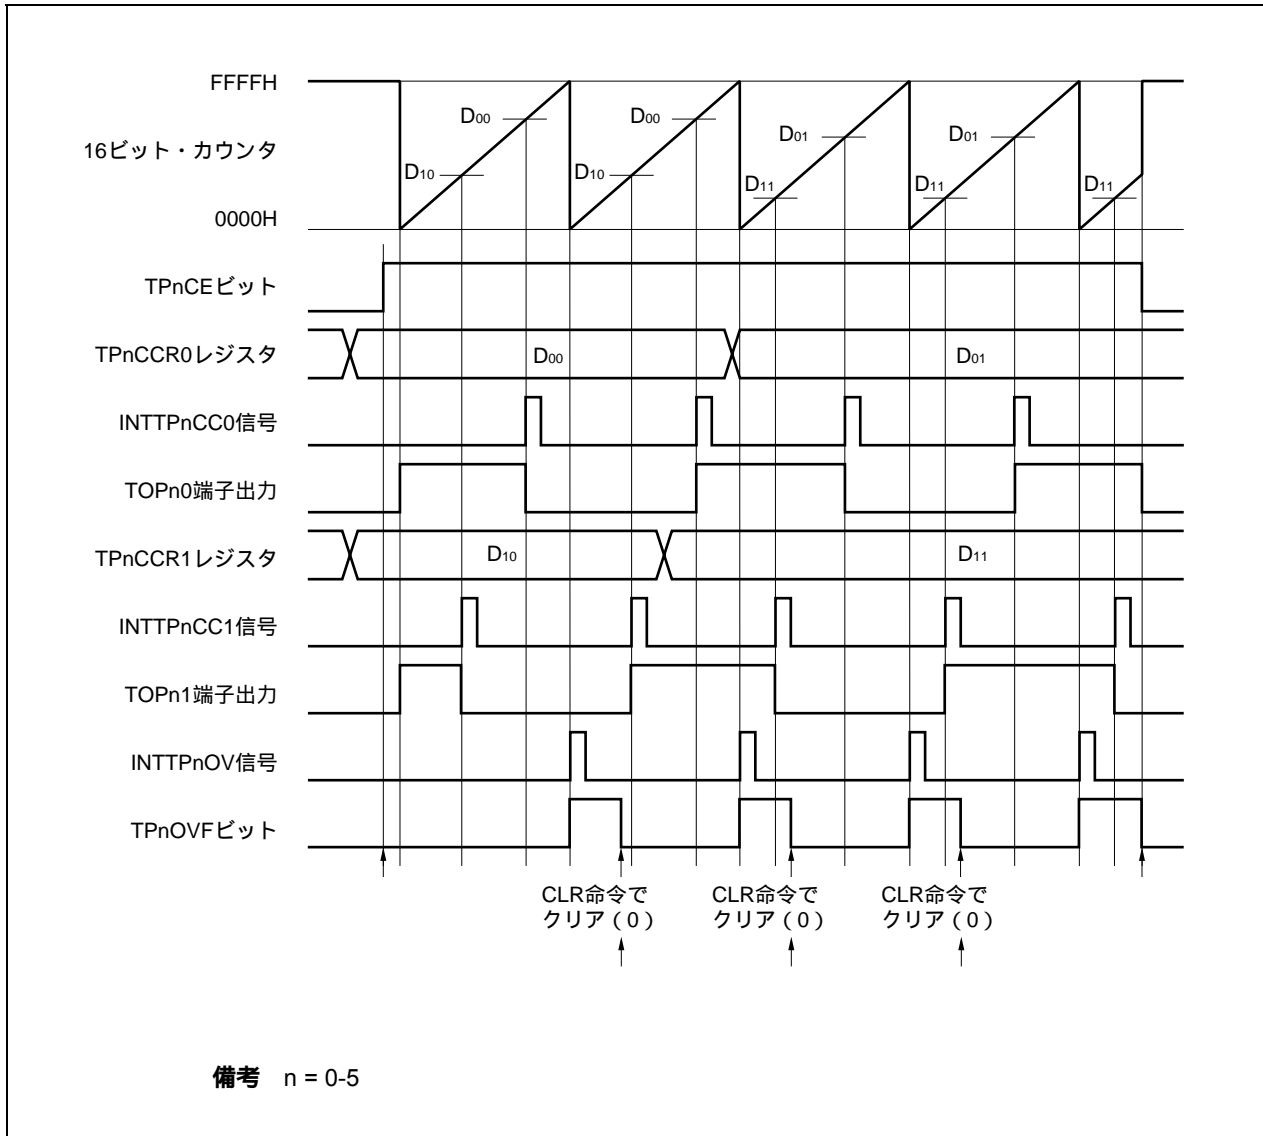 FFFFH
D00 D00
D01 D01
16ビット・カウンタ
D10 D10
D11 D11 D11
0000H
TPnCEビット
TPnCCR0レジスタ
D00 D01
INTTPnCC0信号
TOPn0端子出力
TPnCCR1レジスタ
D10 D11
INTTPnCC1信号
TOPn1端子出力
INTTPnOV信号
TPnOVFビット
CLR命令で
クリア(0)
CLR命令で
クリア(0)
CLR命令で
クリア(0)
備考 n = 0-5